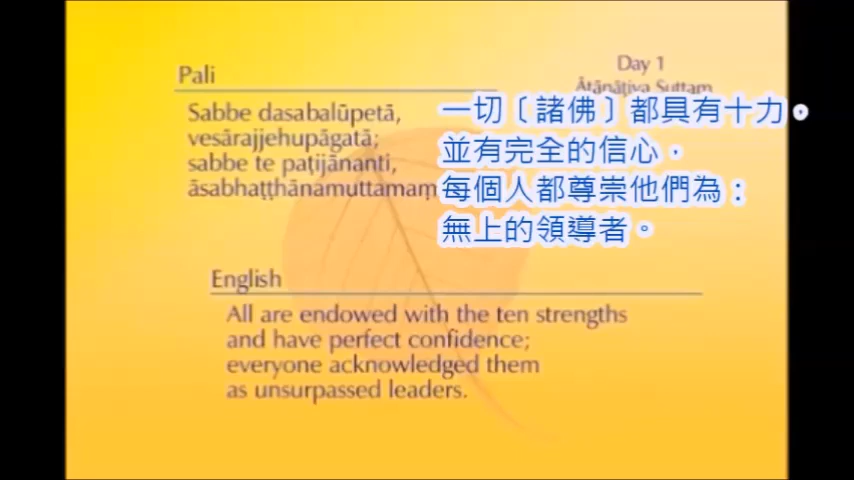 Pali
Day 1
Āṭānāṭiya Suttaṃ
Sabbe dasabalūpetā,
vesārajjehupāgatā;
sabbe te paṭijānanti,
āsabhaṭṭhānamuttamaṃ
一切〔諸佛〕都具有十力。
並有完全的信心，
每個人都尊崇他們為：
無上的領導者。
English
All are endowed with the ten strengths
and have perfect confidence;
everyone acknowledged them
as unsurpassed leaders.